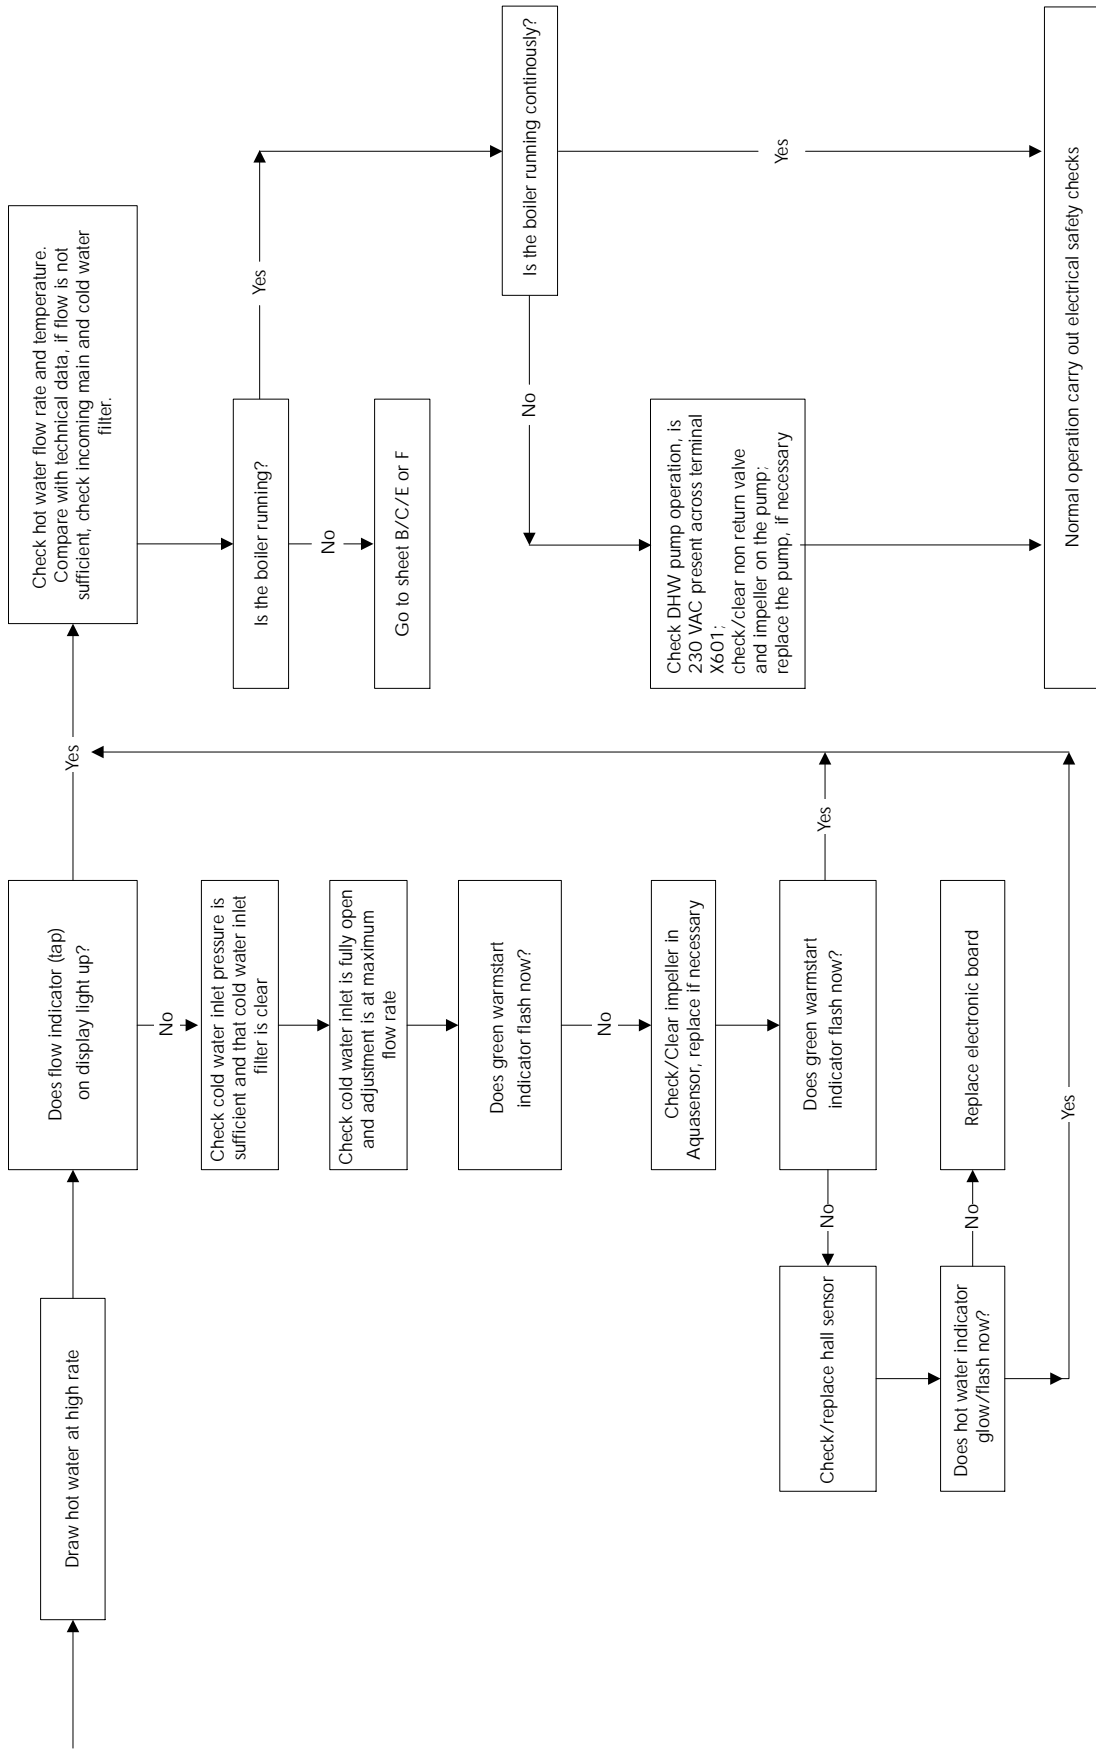 Draw hot water at high rate
Does flow indicator (tap)
on display light up?
Yes
Check hot water flow rate and temperature.
Compare with technical data, if flow is not
sufficient, check incoming main and cold water
filter.
No
Check cold water inlet pressure is
sufficient and that cold water inlet
filter is clear
Check cold water inlet is fully open
and adjustment is at maximum
flow rate
Does green warmstart
indicator flash now?
No
Check/Clear impeller in
Aquasensor, replace if necessary
Does green warmstart
indicator flash now?
Yes
No
Check/replace hall sensor
Does hot water indicator
glow/flash now?
No
Replace electronic board
Yes
Is the boiler running?
Yes
No
Go to sheet B/C/E or F
Is the boiler running continously?
No
Yes
Check DHW pump operation, is
230 VAC present across terminal
X601;
check/clear non return valve
and impeller on the pump;
replace the pump, if necessary
Normal operation carry out electrical safety checks